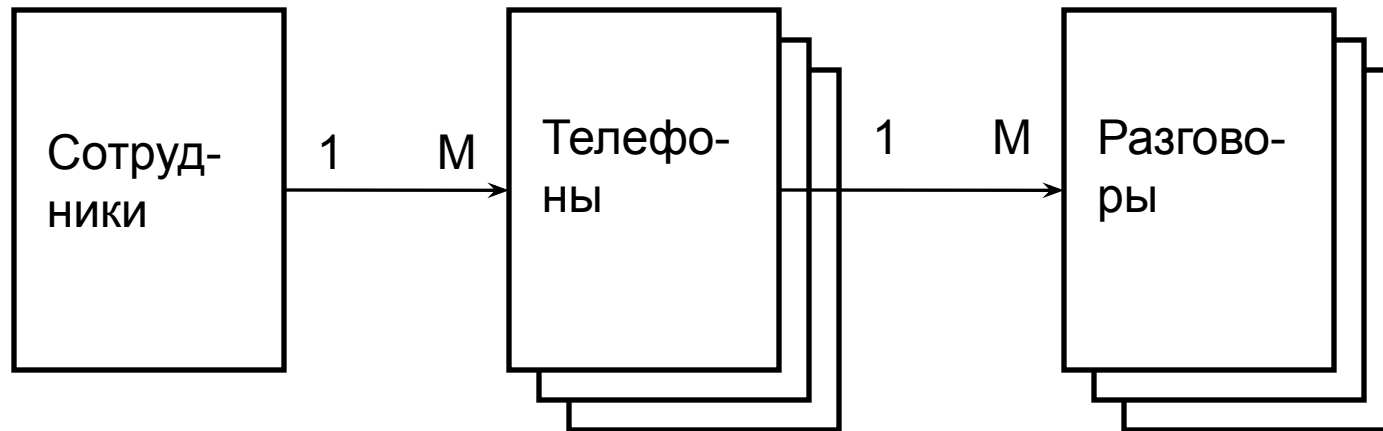 Сотруд-
ники
1
М
Телефо-
ны
1
М
Разгово-
ры